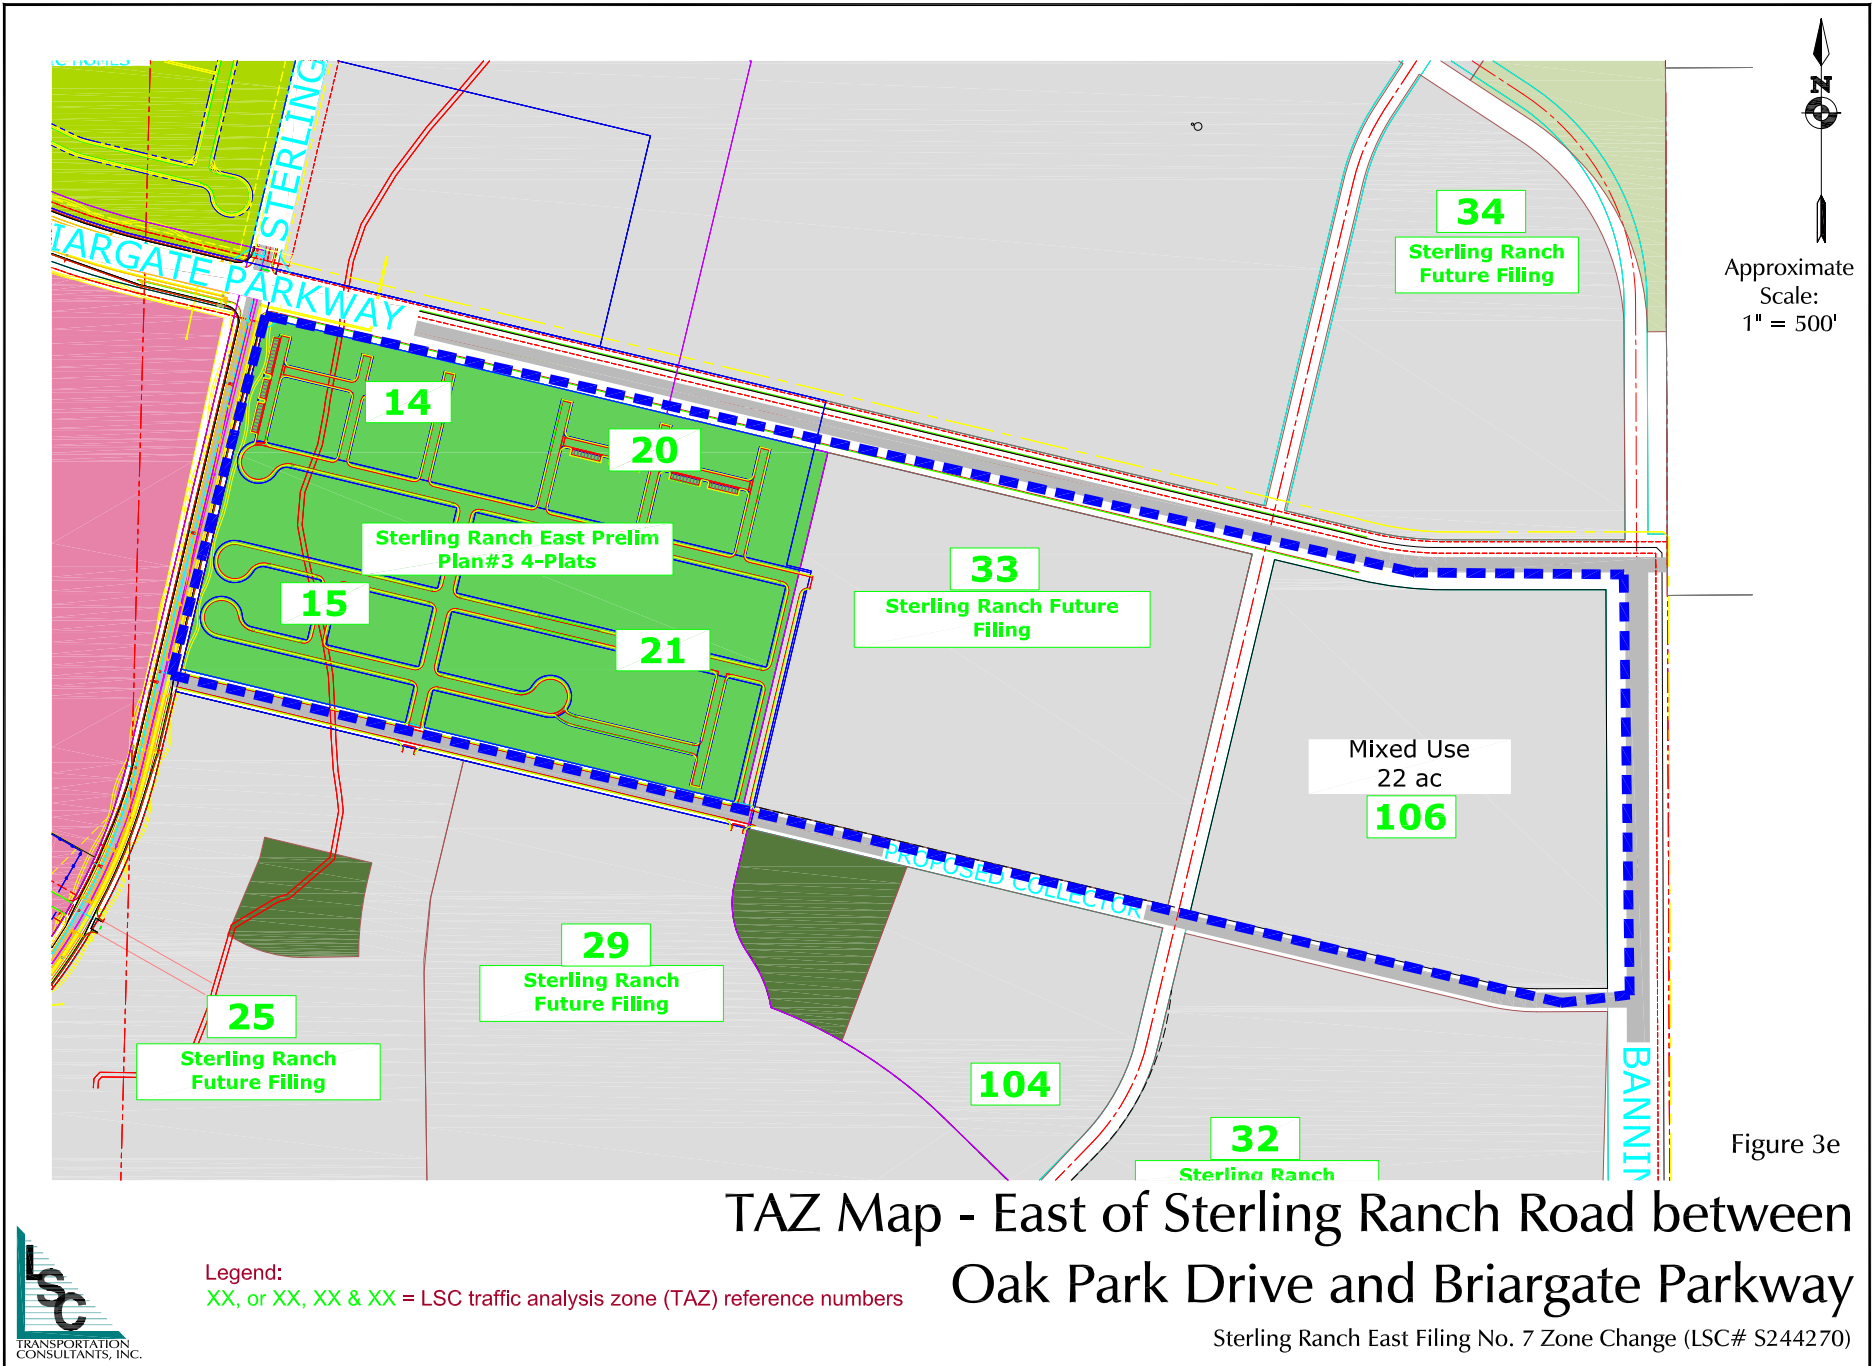 STERLING
IARGATE PARKWAY
N
Approximate
Scale:
1" = 500'
34
Sterling Ranch
Future Filing
14
20
Sterling Ranch East Prelim
Plan#3 4-Plats
15
21
33
Sterling Ranch Future
Filing
Mixed Use
22 ac
106
PROPOSED COLLECTOR
29
Sterling Ranch
Future Filing
25
Sterling Ranch
Future Filing
104
32
Sterling Ranch
BANNIN
Figure 3e
TAZ Map - East of Sterling Ranch Road between
Oak Park Drive and Briargate Parkway
Sterling Ranch East Filing No. 7 Zone Change (LSC# S244270)
Legend:
XX, or XX, XX & XX = LSC traffic analysis zone (TAZ) reference numbers
LSC
TRANSPORTATION
CONSULTANTS, INC.